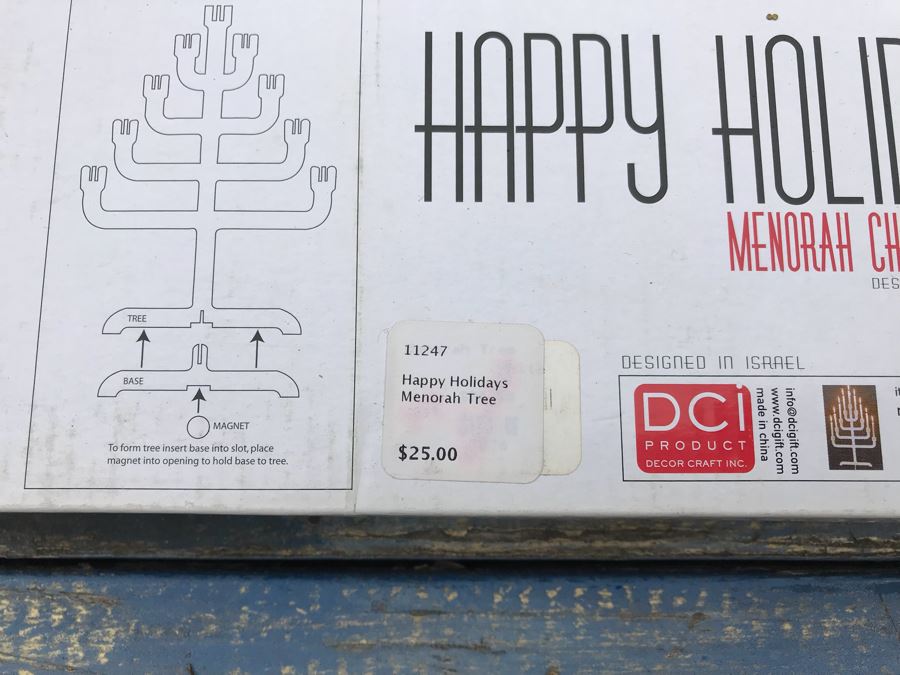 TREE
BASE
MAGNET
To form tree insert base into slot, place
magnet into opening to hold base to tree.
HAPPY HOLID
MENORAH CH
DES
11247
Happy Holidays
Menorah Tree
$25.00
DESIGNED IN ISRAEL
DCi
PRODUCT
DECOR CRAFT INC.
info@dcigift.com
www.dcigift.com
made in china